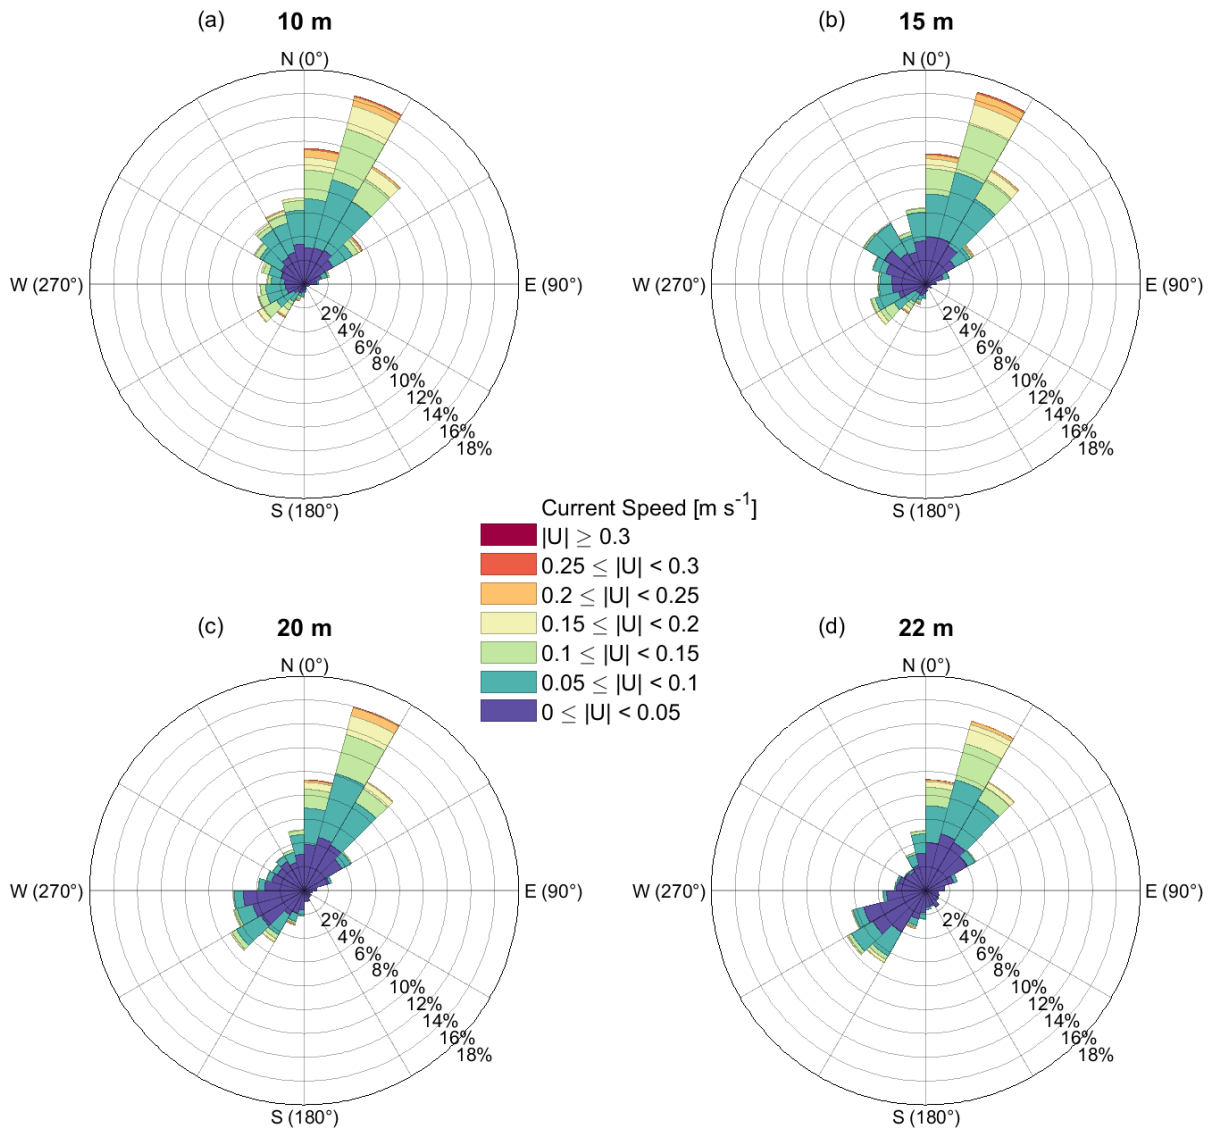 (a) 10 m
(b) 15 m
N (0°)
N (0°)
W (270°)
E (90°)
W (270°)
E (90°)
2%
4%
6%
8%
10%
12%
14%
16%
18%
2%
4%
6%
8%
10%
12%
14%
16%
18%
S (180°)
S (180°)
Current Speed [m s⁻¹]
|U| ≥ 0.3
0.25 ≤ |U| < 0.3
0.2 ≤ |U| < 0.25
0.15 ≤ |U| < 0.2
0.1 ≤ |U| < 0.15
0.05 ≤ |U| < 0.1
0 ≤ |U| < 0.05
(c) 20 m
(d) 22 m
N (0°)
N (0°)
W (270°)
E (90°)
W (270°)
E (90°)
2%
4%
6%
8%
10%
12%
14%
16%
18%
2%
4%
6%
8%
10%
12%
14%
16%
18%
S (180°)
S (180°)